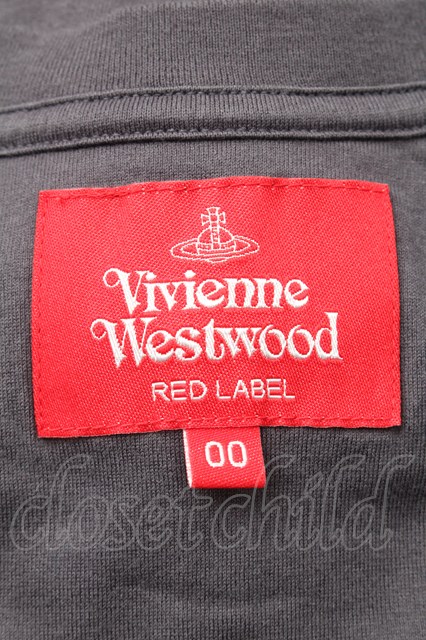 Vivienne
Westwood
RED LABEL
00
closetchild